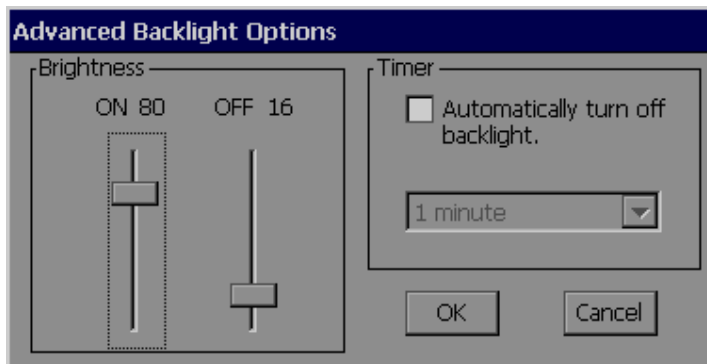 Advanced Backlight Options
Brightness
ON 80
OFF 16
Timer
Automatically turn off
backlight.
1 minute
OK
Cancel